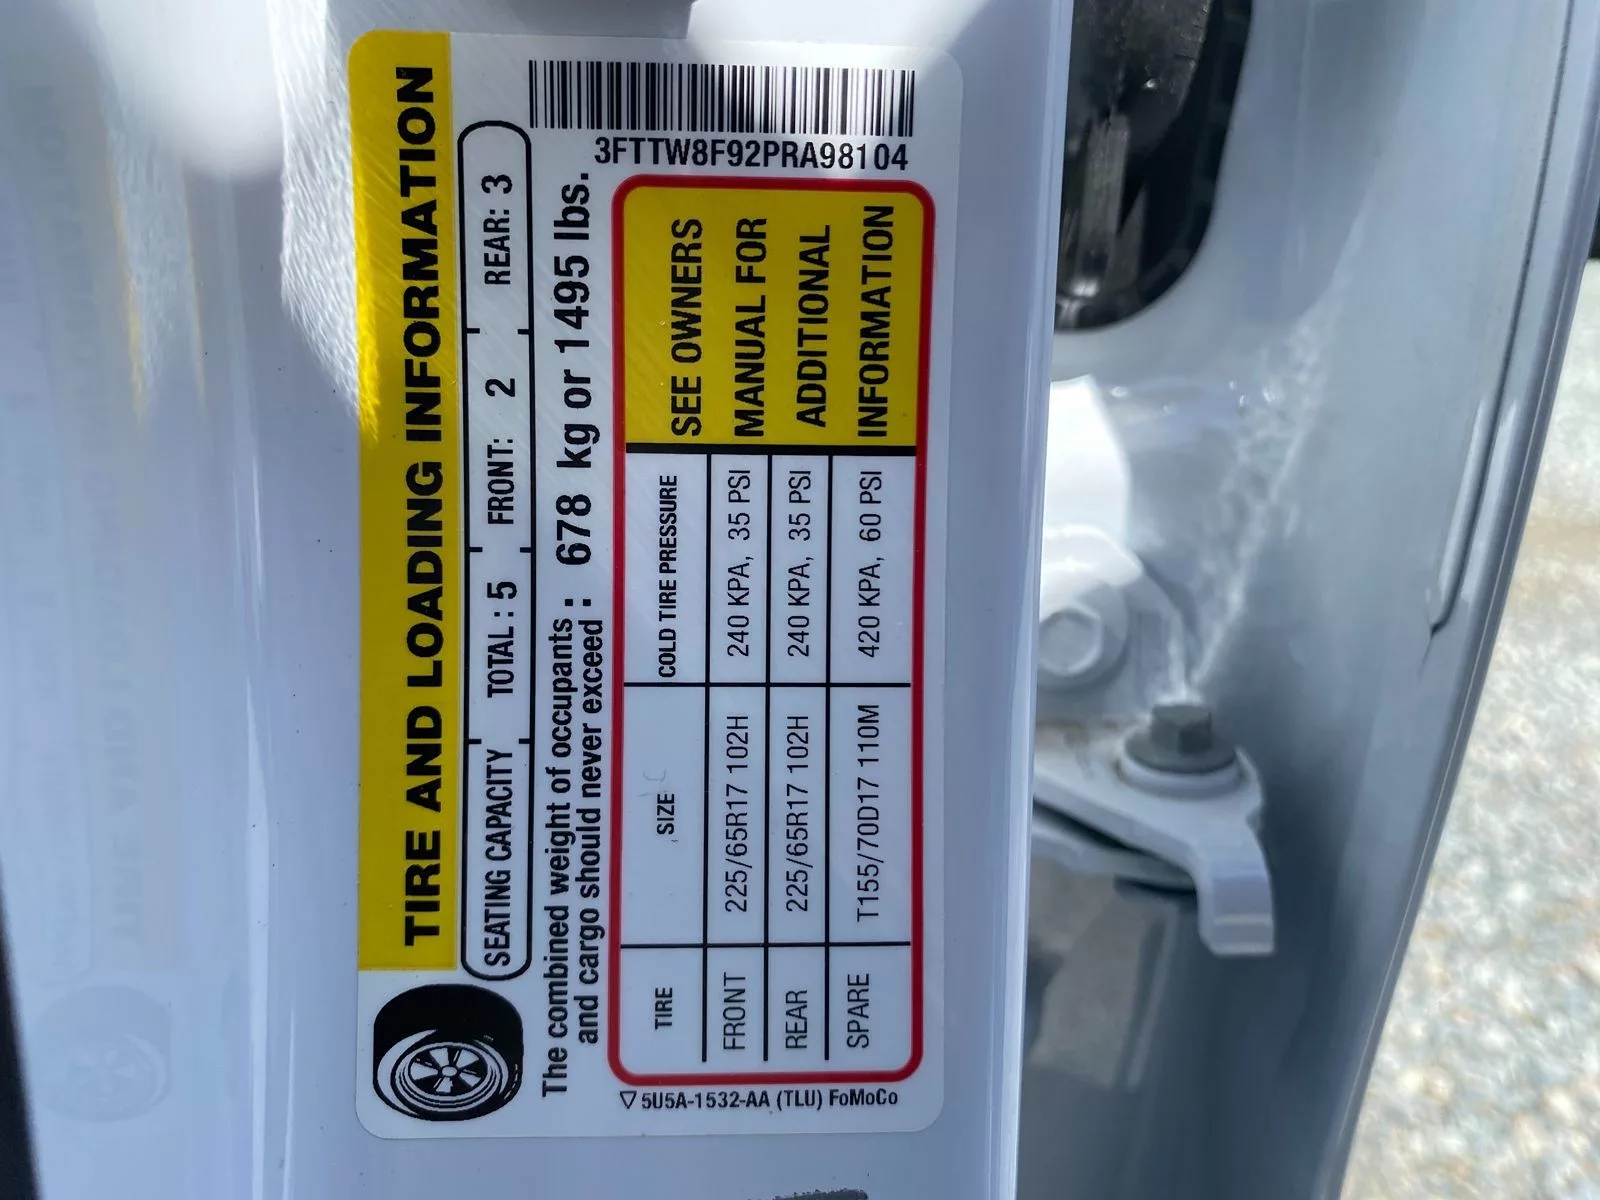 TIRE AND LOADING INFORMATION
SEATING CAPACITY TOTAL : 5 FRONT: 2 REAR: 3
The combined weight of occupants : 678 kg or 1495 lbs.
and cargo should never exceed :
3FTTW8F92PRA98104
TIRE SIZE COLD TIRE PRESSURE
FRONT 225/65R17 102H 240 KPA, 35 PSI
REAR 225/65R17 102H 240 KPA, 35 PSI
SPARE T155/70D17 110M 420 KPA, 60 PSI
SEE OWNERS
MANUAL FOR
ADDITIONAL
INFORMATION
5U5A-1532-AA (TLU) FoMoCo